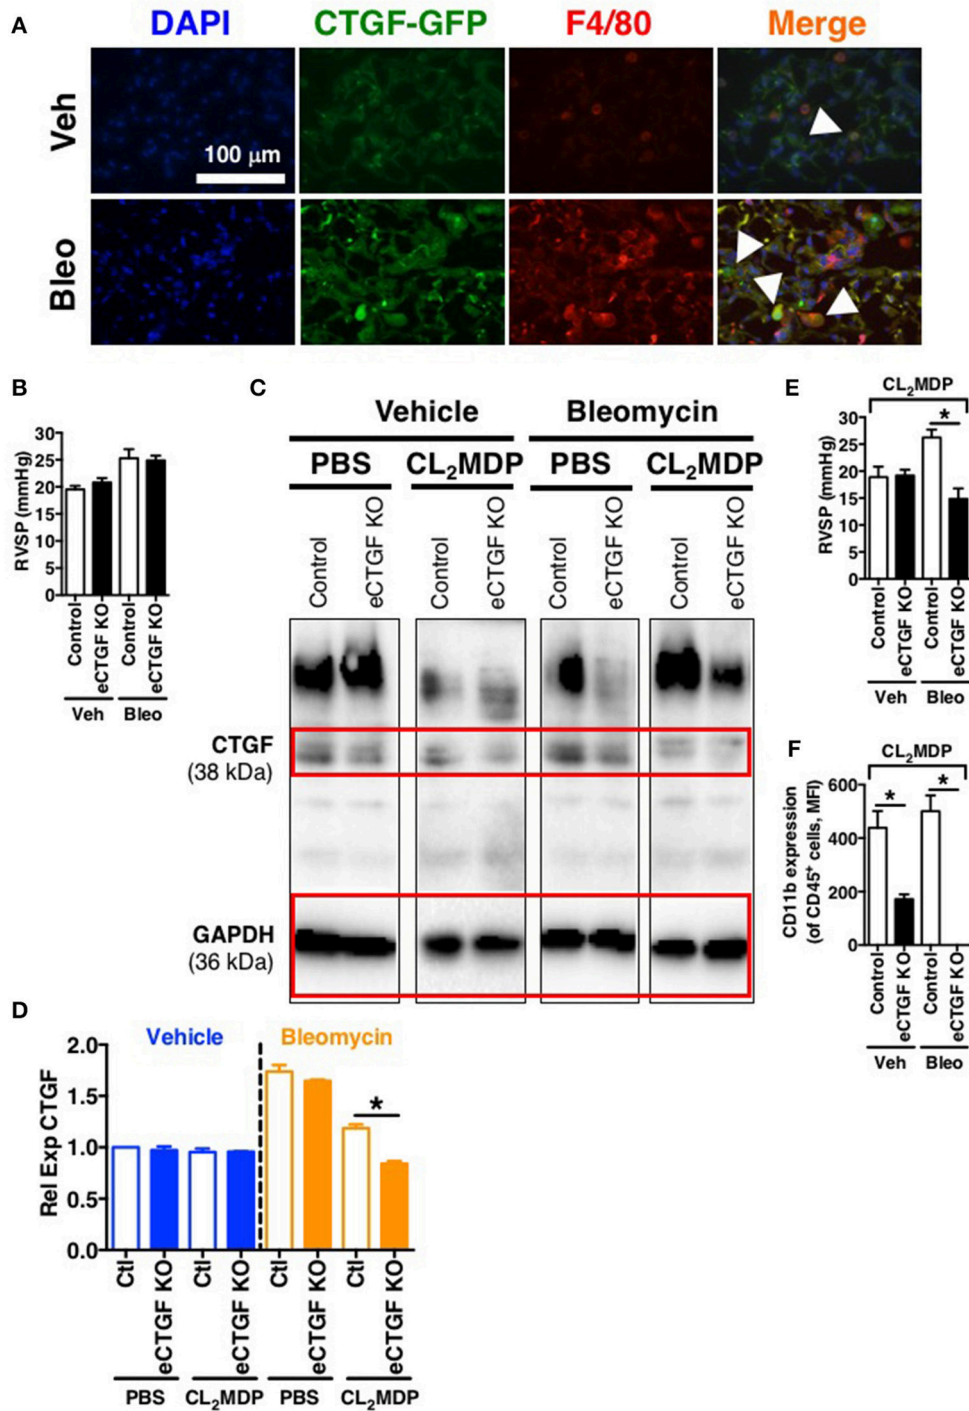 A
DAPI CTGF-GFP F4/80 Merge
Veh
100 μm
Bleo
B
RVSP (mmHg)
30
25
20
15
10
5
0
Control
eCTGF KO
Control
eCTGF KO
Veh Bleo
C
Vehicle Bleomycin
PBS CL₂MDP PBS CL₂MDP
Control
eCTGF KO
Control
eCTGF KO
Control
eCTGF KO
Control
eCTGF KO
CTGF
(38 kDa)
GAPDH
(36 kDa)
D
Vehicle Bleomycin
Rel Exp CTGF
2.0
1.5
1.0
0.5
0.0
*
Ctl
eCTGF KO
Ctl
eCTGF KO
Ctl
eCTGF KO
Ctl
eCTGF KO
PBS CL₂MDP PBS CL₂MDP
E
CL₂MDP
RVSP (mmHg)
30
25
20
15
10
5
0
*
Control
eCTGF KO
Control
eCTGF KO
Veh Bleo
F
CL₂MDP
CD11b expression
(of CD45⁺ cells, MFI)
600
400
200
0
* *
Control
eCTGF KO
Control
eCTGF KO
Veh Bleo